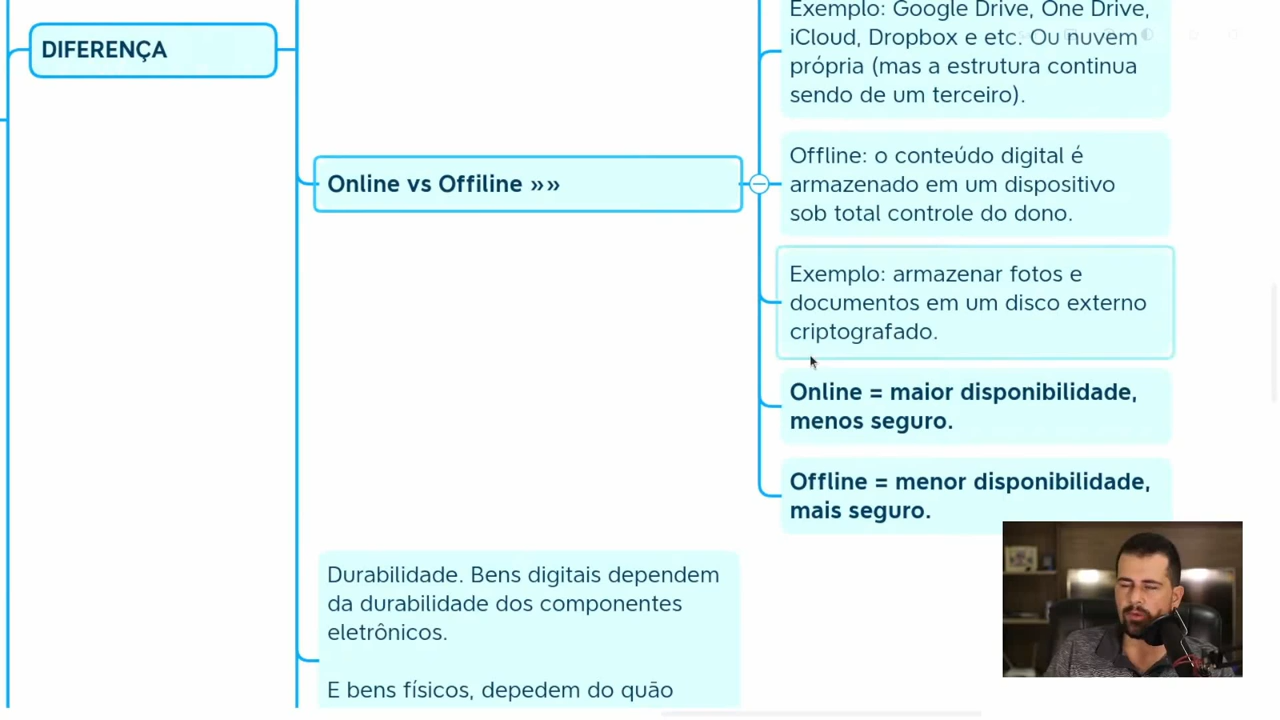 Exemplo: Google Drive, One Drive,
iCloud, Dropbox e etc. Ou nuvem
própria (mas a estrutura continua
sendo de um terceiro).
DIFERENÇA
Offline: o conteúdo digital é
armazenado em um dispositivo
sob total controle do dono.
Online vs Offiline »»
Exemplo: armazenar fotos e
documentos em um disco externo
criptografado.
Online = maior disponibilidade,
menos seguro.
Offline = menor disponibilidade,
mais seguro.
Durabilidade. Bens digitais dependem
da durabilidade dos componentes
eletrônicos.
E bens físicos, depedem do quão